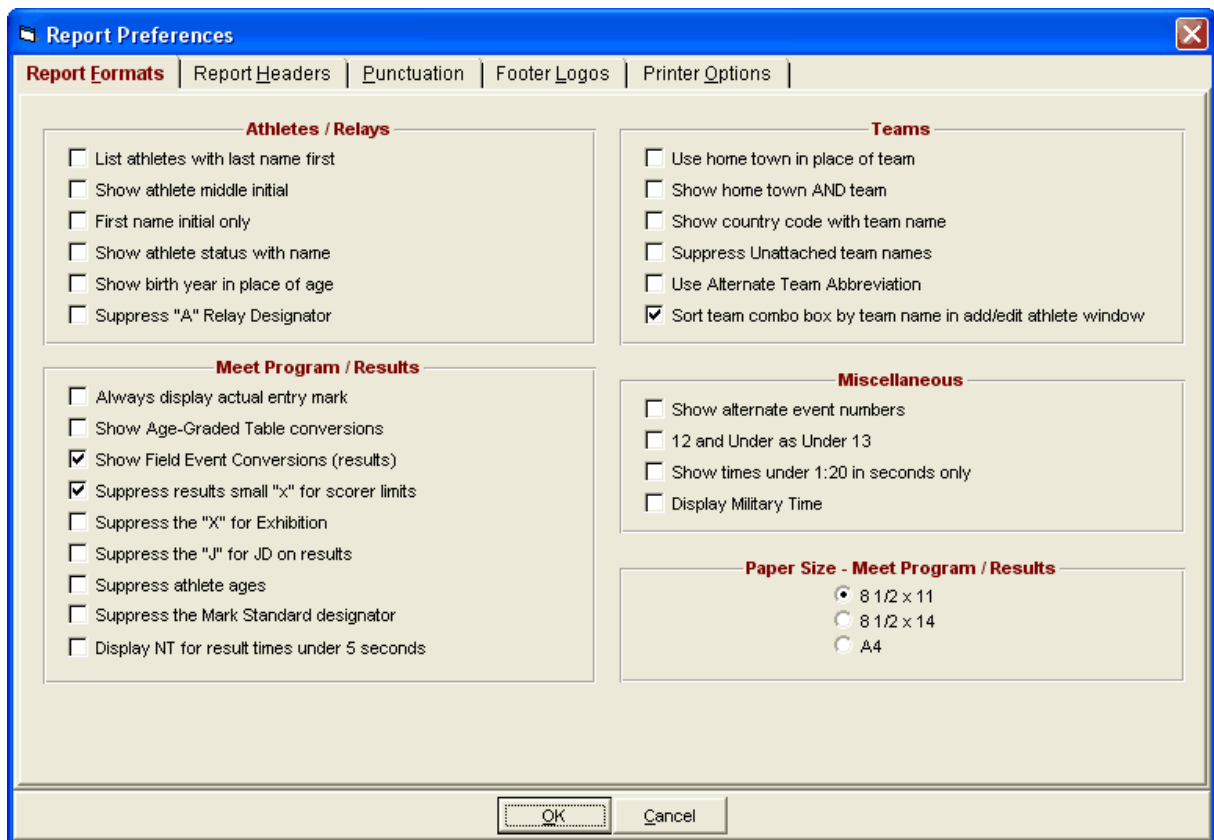 Report Preferences
Report Formats
Report Headers
Punctuation
Footer Logos
Printer Options
Athletes / Relays
List athletes with last name first
Show athlete middle initial
First name initial only
Show athlete status with name
Show birth year in place of age
Suppress "A" Relay Designator
Meet Program / Results
Always display actual entry mark
Show Age-Graded Table conversions
Show Field Event Conversions (results)
Suppress results small "x" for scorer limits
Suppress the "X" for Exhibition
Suppress the "J" for JD on results
Suppress athlete ages
Suppress the Mark Standard designator
Display NT for result times under 5 seconds
Teams
Use home town in place of team
Show home town AND team
Show country code with team name
Suppress Unattached team names
Use Alternate Team Abbreviation
Sort team combo box by team name in add/edit athlete window
Miscellaneous
Show alternate event numbers
12 and Under as Under 13
Show times under 1:20 in seconds only
Display Military Time
Paper Size - Meet Program / Results
8 1/2 x 11
8 1/2 x 14
A4
OK
Cancel